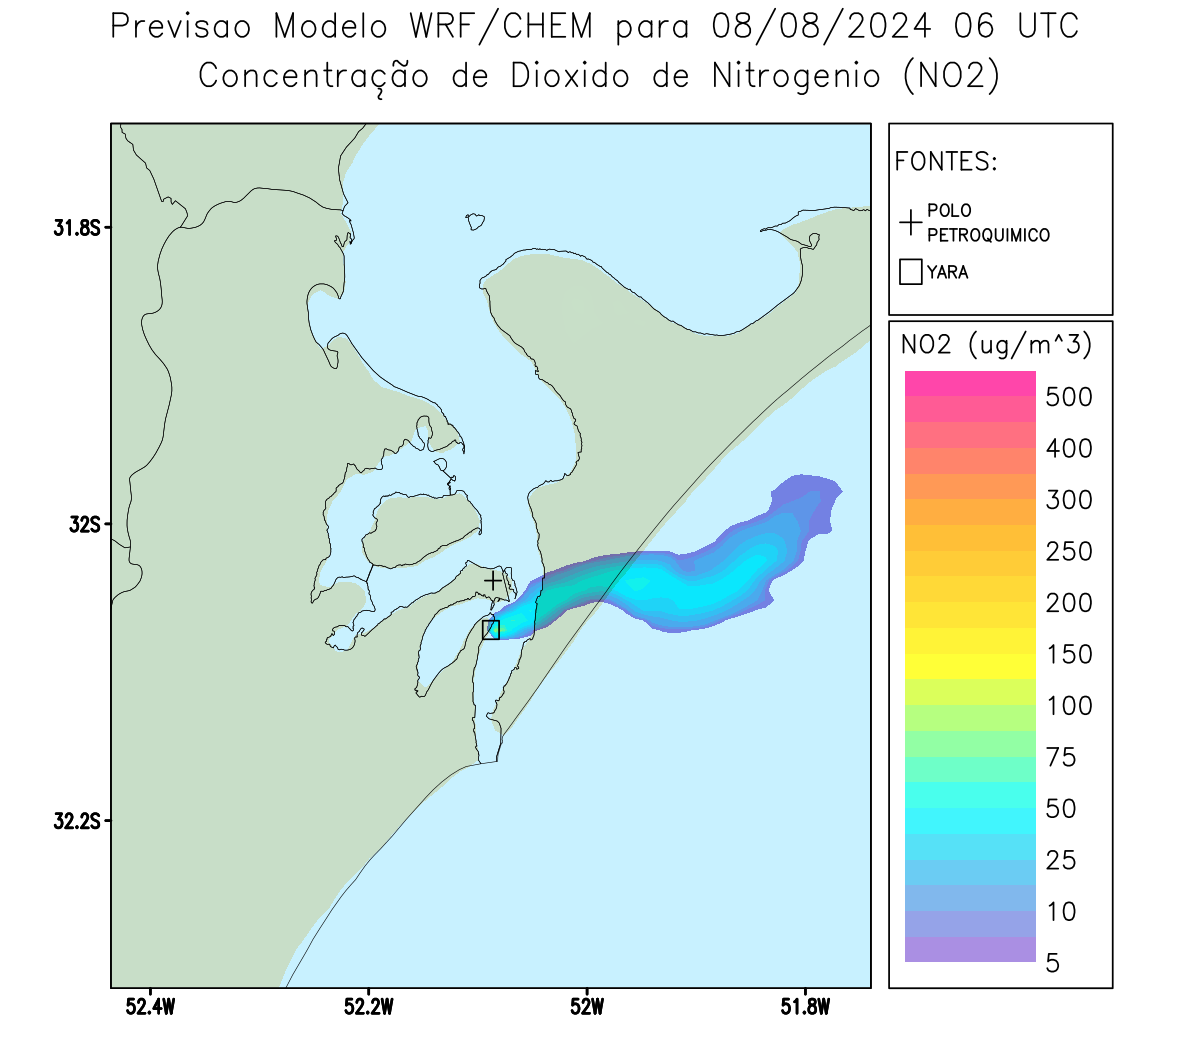 Previsao Modelo WRF/CHEM para 08/08/2024 06 UTC
Concentração de Dioxido de Nitrogenio (NO2)
FONTES:
POLO
PETROQUIMICO
YARA
31.8S
32S
32.2S
52.4W
52.2W
52W
51.8W
NO2 (ug/m^3)
500
400
300
250
200
150
100
75
50
25
10
5